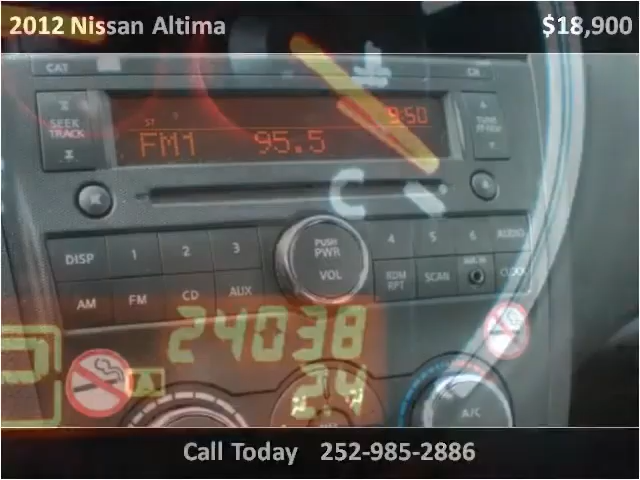 2012 Nissan Altima $18,900
CAT
SEEK TRACK
ST
9:50
FM1 95.5
TUNE
C
DISP 1 2 3 PUSH PWR VOL 4 5 6 AUDIO
AM FM CD AUX RDM RPT SCAN AUX IN CLOCK
24038
24
A
A/C
Call Today 252-985-2886